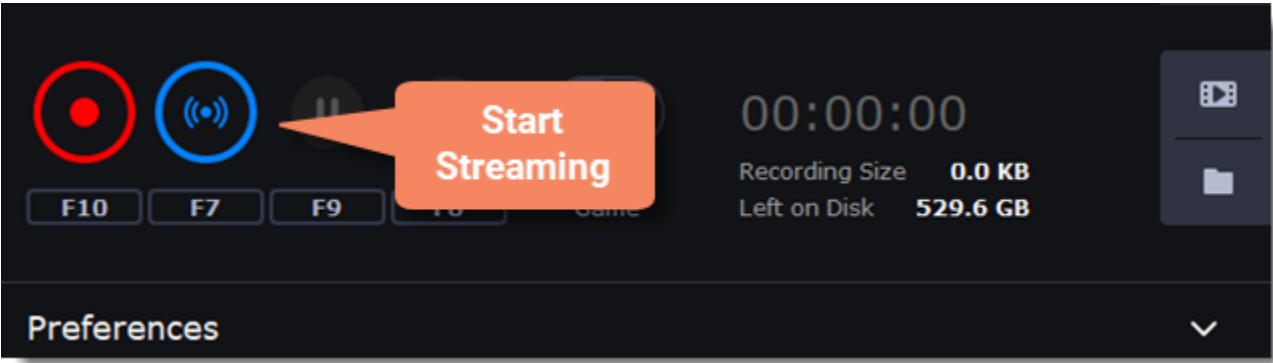 Start
Streaming
00:00:00
Recording Size 0.0 KB
F10 F7 F9
Game Left on Disk 529.6 GB
Preferences